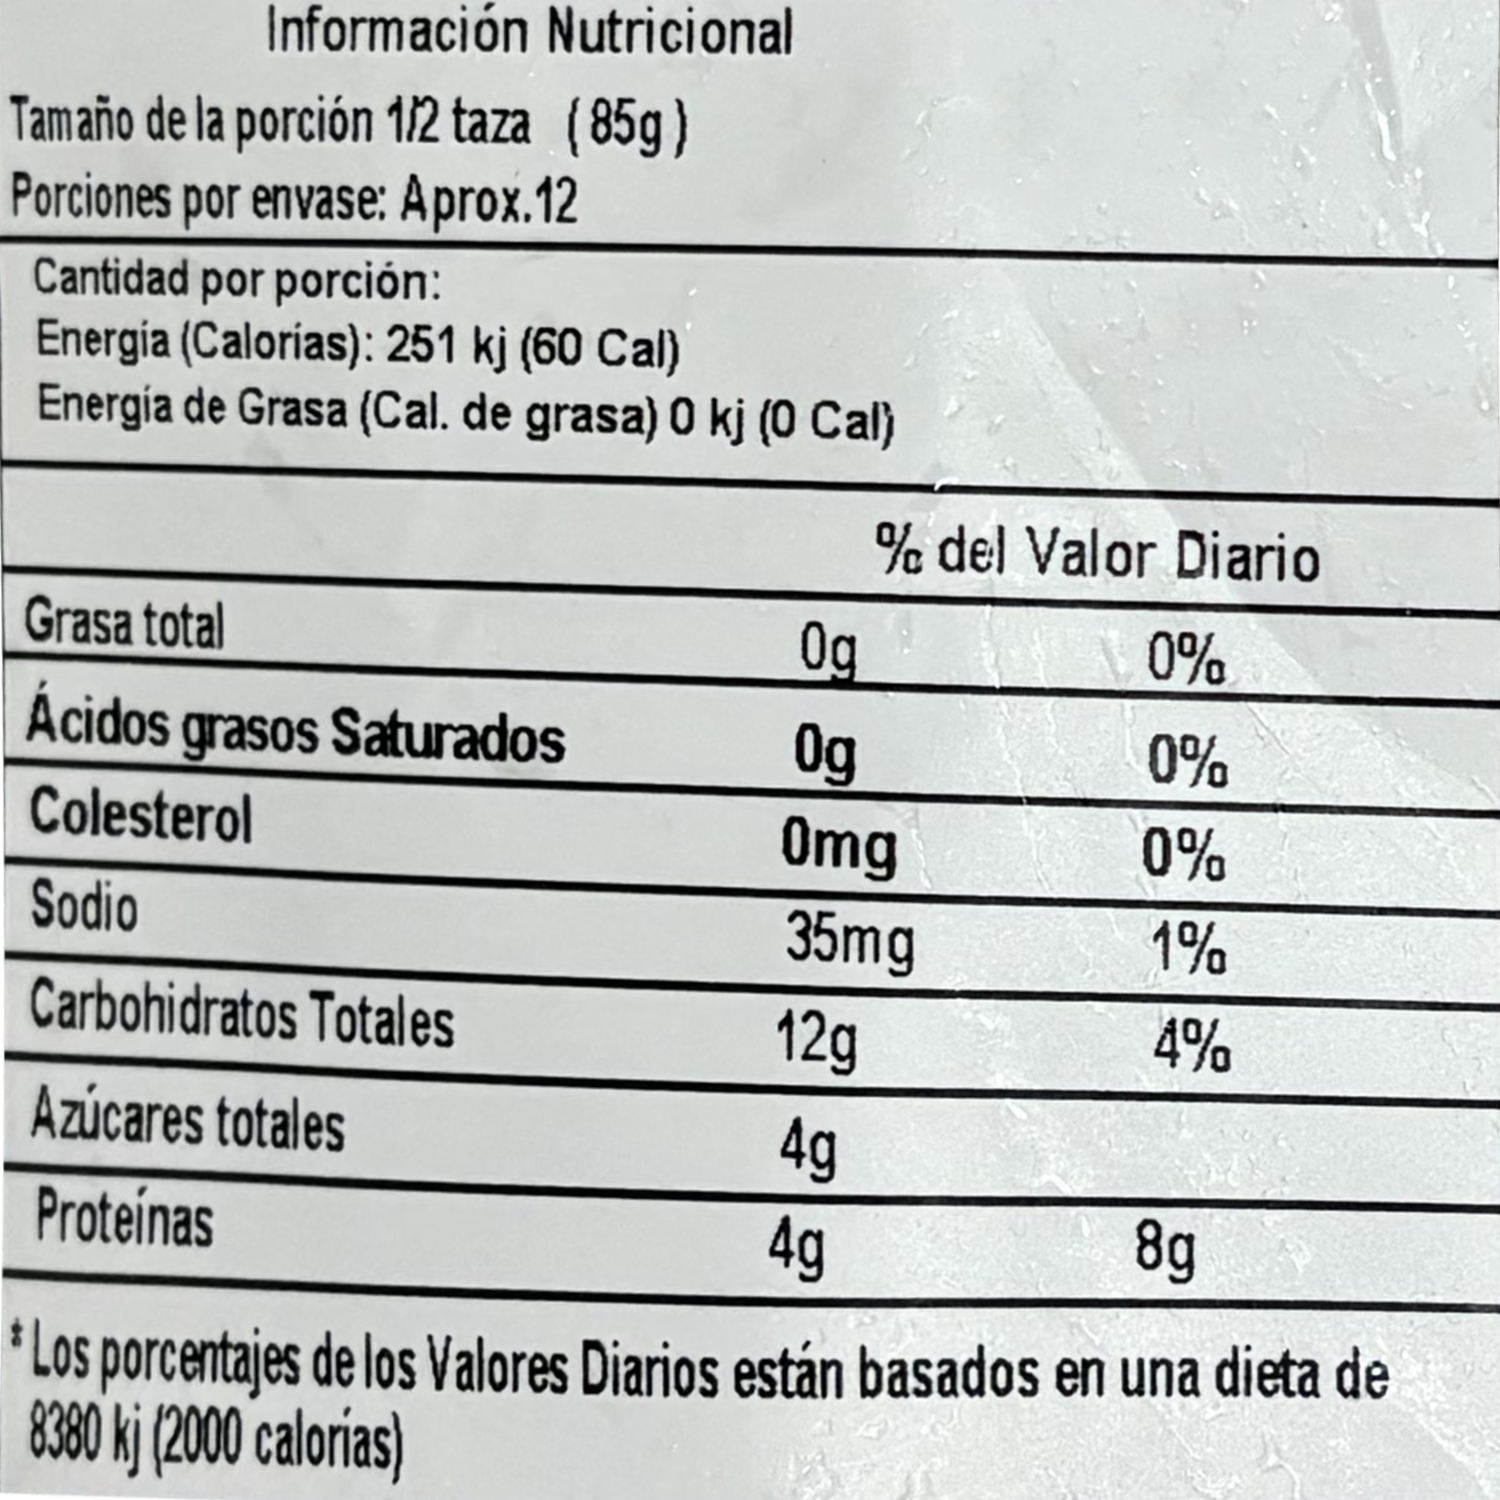 Información Nutricional
Tamaño de la porción 1/2 taza (85g)
Porciones por envase: Aprox.12
Cantidad por porción:
Energía (Calorías): 251 kj (60 Cal)
Energía de Grasa (Cal. de grasa) 0 kj (0 Cal)
% del Valor Diario
Grasa total 0g 0%
Ácidos grasos Saturados 0g 0%
Colesterol 0mg 0%
Sodio 35mg 1%
Carbohidratos Totales 12g 4%
Azúcares totales 4g
Proteínas 4g 8g
* Los porcentajes de los Valores Diarios están basados en una dieta de
8380 kj (2000 calorías)